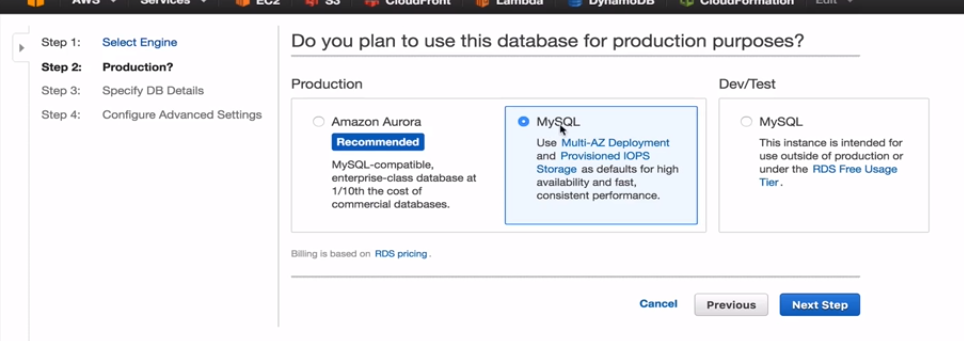 AWS Services EC2 S3 CloudFront Lambda DynamoDB CloudFormation Edit
Step 1: Select Engine
Step 2: Production?
Step 3: Specify DB Details
Step 4: Configure Advanced Settings
Do you plan to use this database for production purposes?
Production
Amazon Aurora
Recommended
MySQL-compatible,
enterprise-class database at
1/10th the cost of
commercial databases.
MySQL
Use Multi-AZ Deployment
and Provisioned IOPS
Storage as defaults for high
availability and fast,
consistent performance.
Dev/Test
MySQL
This instance is intended for
use outside of production or
under the RDS Free Usage
Tier.
Billing is based on RDS pricing.
Cancel Previous Next Step